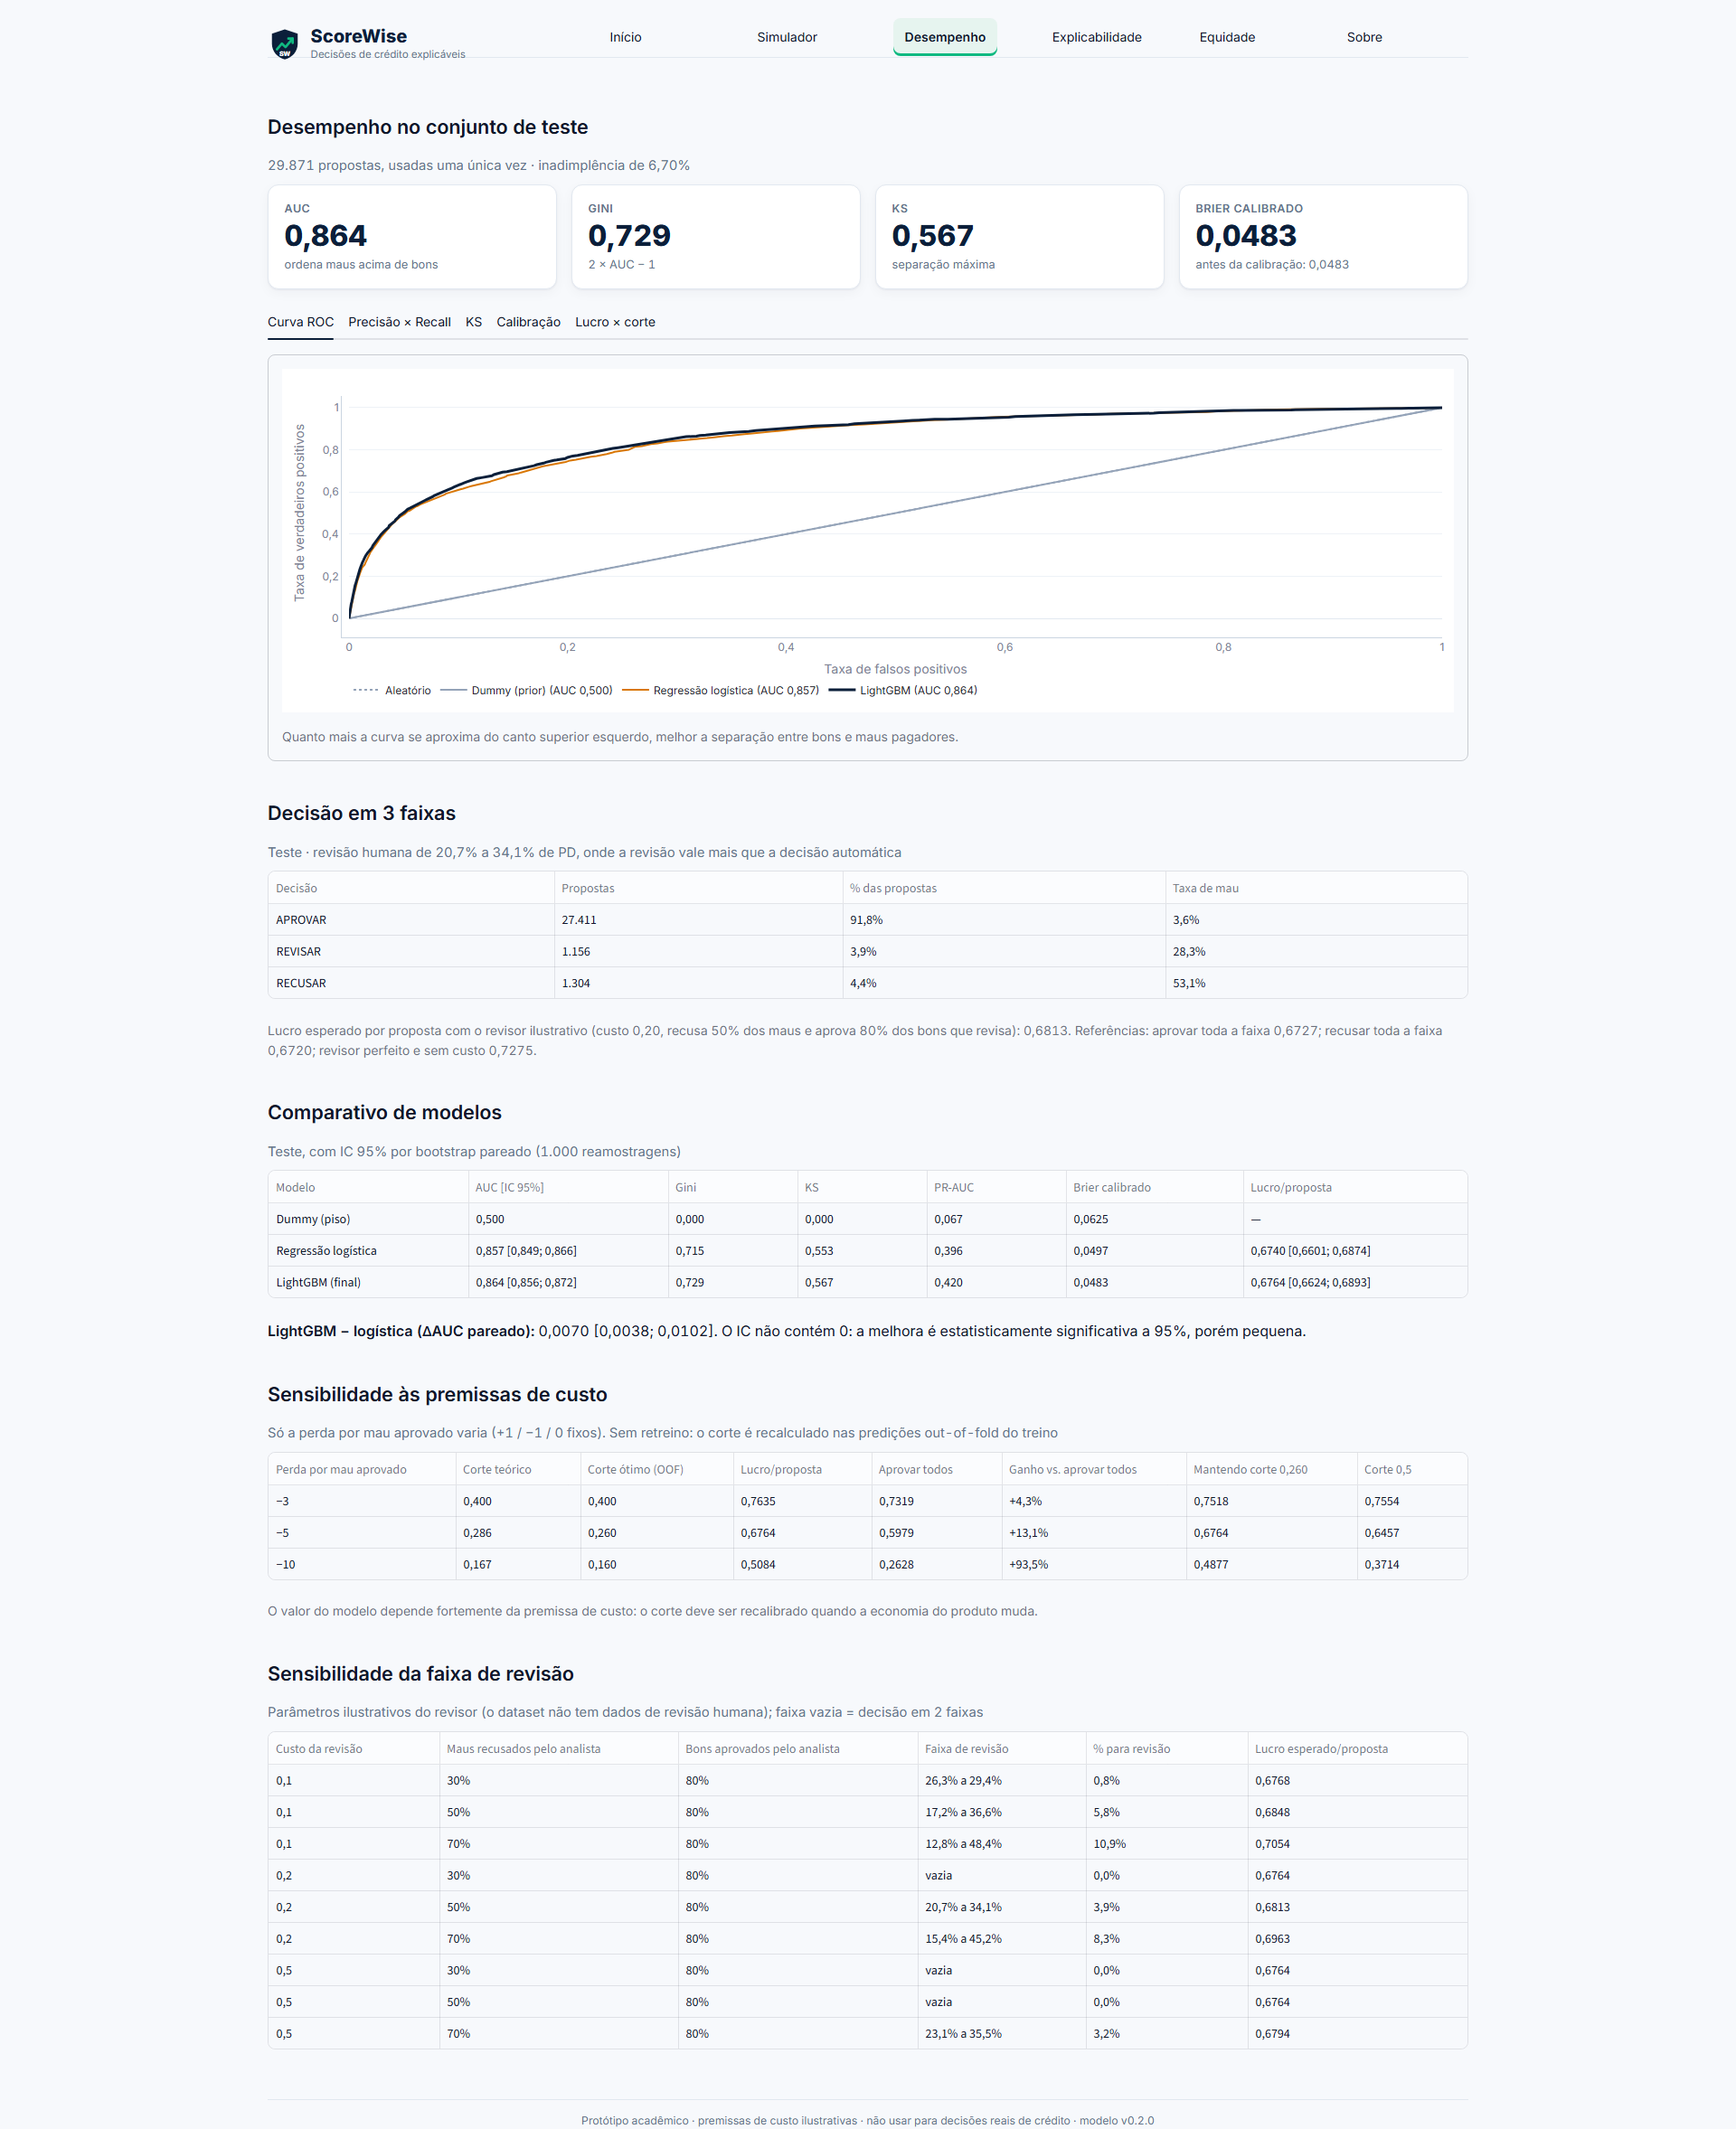 ScoreWise
Decisões de crédito explicáveis
Início Simulador Desempenho Explicabilidade Equidade Sobre
Desempenho no conjunto de teste
29.871 propostas, usadas uma única vez · inadimplência de 6,70%
AUC
0,864
ordena maus acima de bons
GINI
0,729
2 × AUC − 1
KS
0,567
separação máxima
BRIER CALIBRADO
0,0483
antes da calibração: 0,0483
Curva ROC Precisão × Recall KS Calibração Lucro × corte
Taxa de verdadeiros positivos
1
0,8
0,6
0,4
0,2
0
0 0,2 0,4 0,6 0,8 1
Taxa de falsos positivos
Aleatório Dummy (prior) (AUC 0,500) Regressão logística (AUC 0,857) LightGBM (AUC 0,864)
Quanto mais a curva se aproxima do canto superior esquerdo, melhor a separação entre bons e maus pagadores.
Decisão em 3 faixas
Teste · revisão humana de 20,7% a 34,1% de PD, onde a revisão vale mais que a decisão automática
Decisão Propostas % das propostas Taxa de mau
APROVAR 27.411 91,8% 3,6%
REVISAR 1.156 3,9% 28,3%
RECUSAR 1.304 4,4% 53,1%
Lucro esperado por proposta com o revisor ilustrativo (custo 0,20, recusa 50% dos maus e aprova 80% dos bons que revisa): 0,6813. Referências: aprovar toda a faixa 0,6727; recusar toda a faixa
0,6720; revisor perfeito e sem custo 0,7275.
Comparativo de modelos
Teste, com IC 95% por bootstrap pareado (1.000 reamostragens)
Modelo AUC [IC 95%] Gini KS PR-AUC Brier calibrado Lucro/proposta
Dummy (piso) 0,500 0,000 0,000 0,067 0,0625 —
Regressão logística 0,857 [0,849; 0,866] 0,715 0,553 0,396 0,0497 0,6740 [0,6601; 0,6874]
LightGBM (final) 0,864 [0,856; 0,872] 0,729 0,567 0,420 0,0483 0,6764 [0,6624; 0,6893]
LightGBM − logística (ΔAUC pareado): 0,0070 [0,0038; 0,0102]. O IC não contém 0: a melhora é estatisticamente significativa a 95%, porém pequena.
Sensibilidade às premissas de custo
Só a perda por mau aprovado varia (+1 / −1 / 0 fixos). Sem retreino: o corte é recalculado nas predições out-of-fold do treino
Perda por mau aprovado Corte teórico Corte ótimo (OOF) Lucro/proposta Aprovar todos Ganho vs. aprovar todos Mantendo corte 0,260 Corte 0,5
−3 0,400 0,400 0,7635 0,7319 +4,3% 0,7518 0,7554
−5 0,286 0,260 0,6764 0,5979 +13,1% 0,6764 0,6457
−10 0,167 0,160 0,5084 0,2628 +93,5% 0,4877 0,3714
O valor do modelo depende fortemente da premissa de custo: o corte deve ser recalibrado quando a economia do produto muda.
Sensibilidade da faixa de revisão
Parâmetros ilustrativos do revisor (o dataset não tem dados de revisão humana); faixa vazia = decisão em 2 faixas
Custo da revisão Maus recusados pelo analista Bons aprovados pelo analista Faixa de revisão % para revisão Lucro esperado/proposta
0,1 30% 80% 26,3% a 29,4% 0,8% 0,6768
0,1 50% 80% 17,2% a 36,6% 5,8% 0,6848
0,1 70% 80% 12,8% a 48,4% 10,9% 0,7054
0,2 30% 80% vazia 0,0% 0,6764
0,2 50% 80% 20,7% a 34,1% 3,9% 0,6813
0,2 70% 80% 15,4% a 45,2% 8,3% 0,6963
0,5 30% 80% vazia 0,0% 0,6764
0,5 50% 80% vazia 0,0% 0,6764
0,5 70% 80% 23,1% a 35,5% 3,2% 0,6794
Protótipo acadêmico · premissas de custo ilustrativas · não usar para decisões reais de crédito · modelo v0.2.0